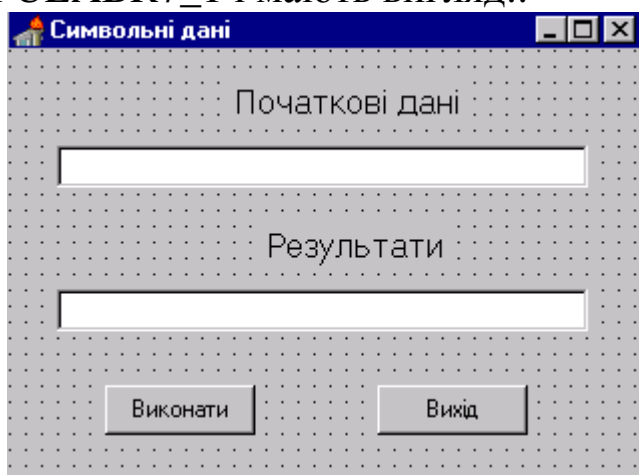 Символьні дані
Початкові дані
Результати
Виконати Вихід